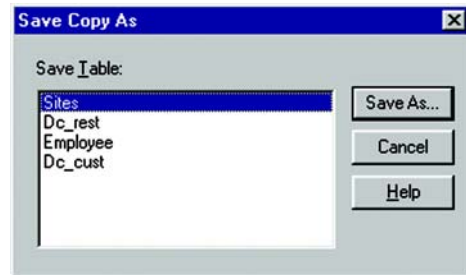 Save Copy As
Save Table:
Sites
Dc_rest
Employee
Dc_cust
Save As...
Cancel
Help